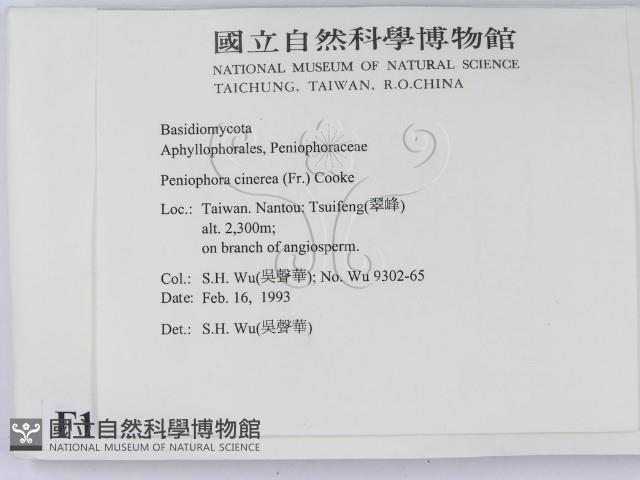 國立自然科學博物館
NATIONAL MUSEUM OF NATURAL SCIENCE
TAICHUNG, TAIWAN, R.O.CHINA
Basidiomycota
Aphyllophorales, Peniophoraceae
Peniophora cinerea (Fr.) Cooke
Loc.: Taiwan. Nantou: Tsuifeng(翠峰)
alt. 2,300m;
on branch of angiosperm.
Col.: S.H. Wu(吳聲華); No. Wu 9302-65
Date: Feb. 16, 1993
Det.: S.H. Wu(吳聲華)
F1
國立自然科學博物館
NATIONAL MUSEUM OF NATURAL SCIENCE